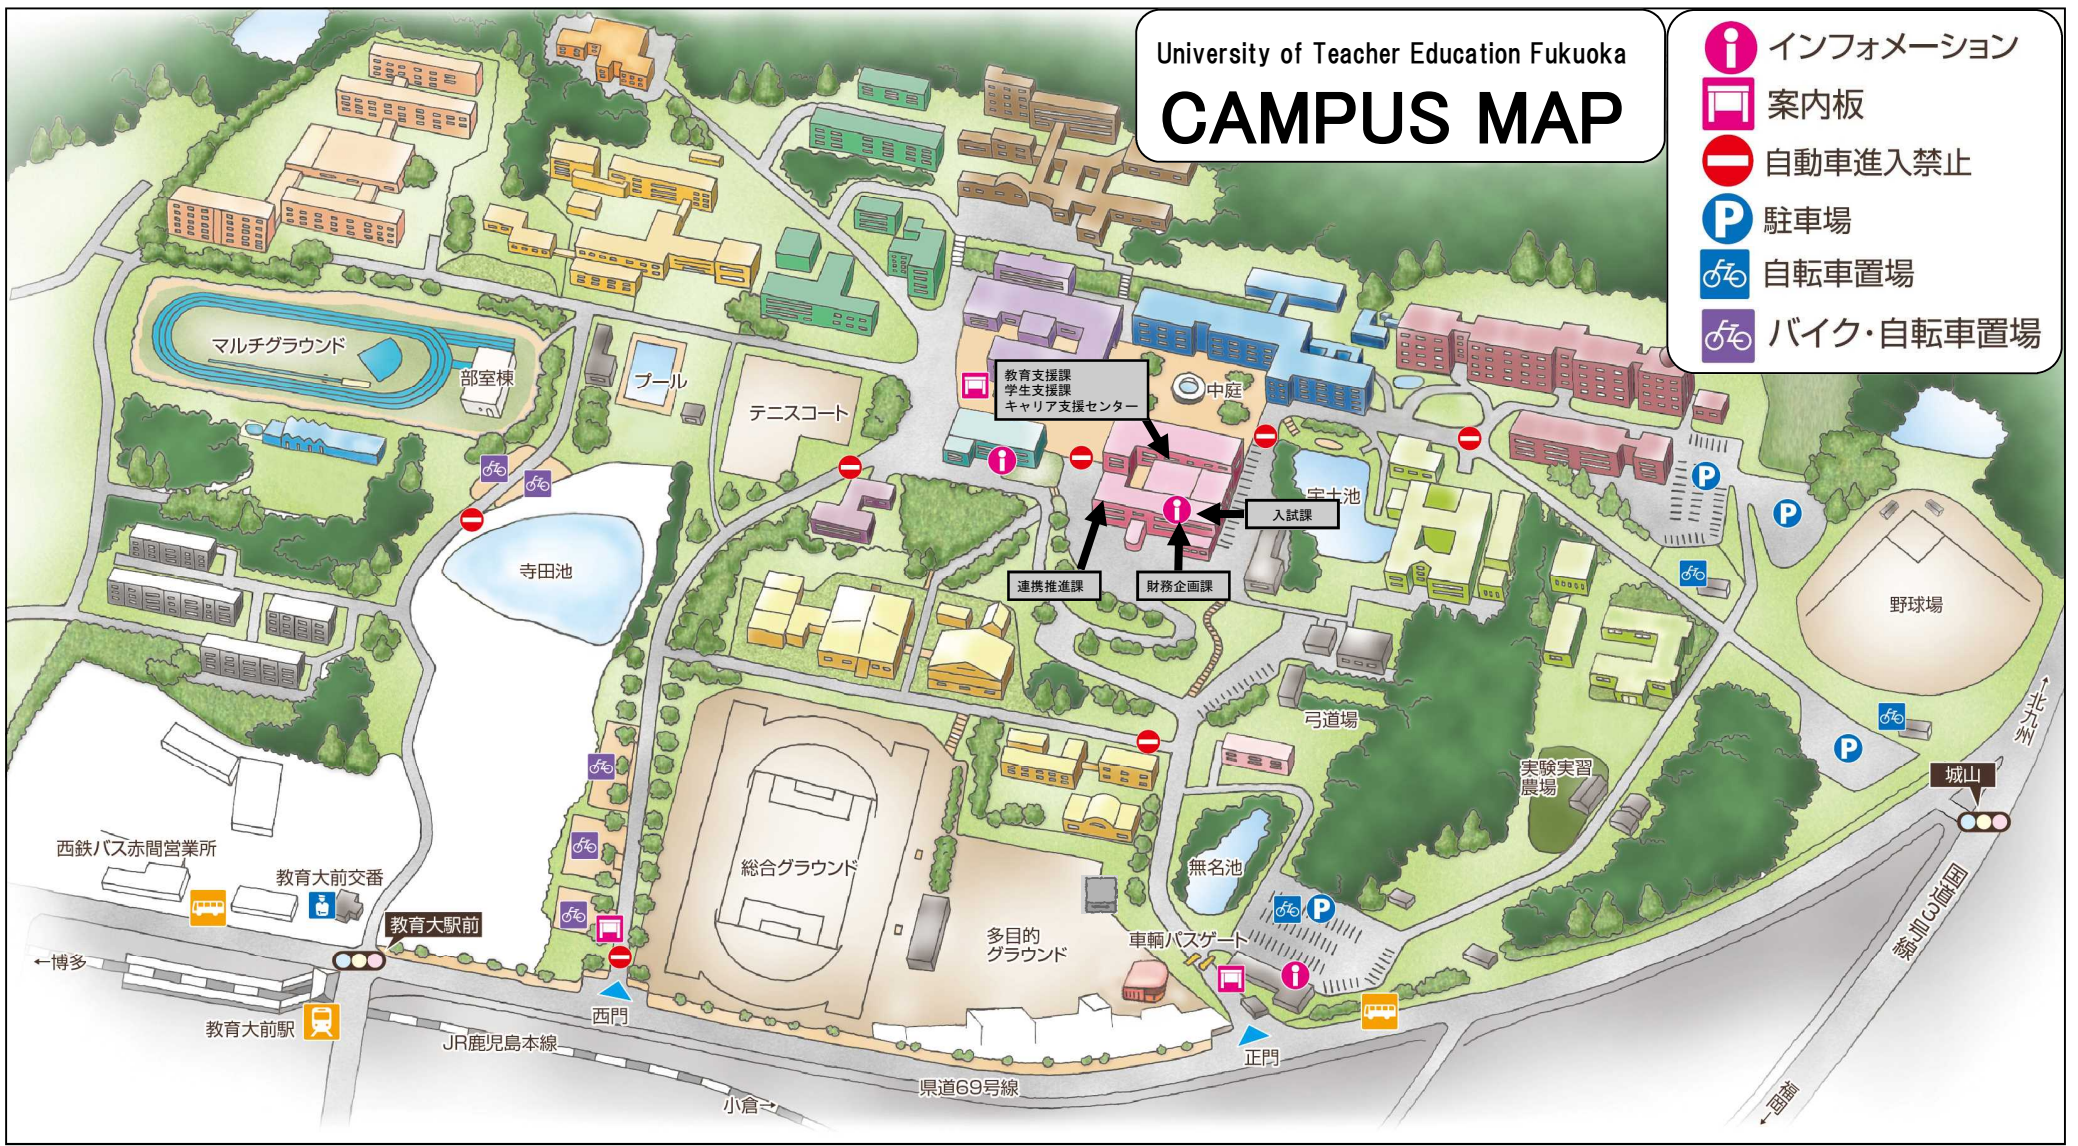 University of Teacher Education Fukuoka
CAMPUS MAP
インフォメーション
案内板
自動車進入禁止
P 駐車場
自転車置場
バイク・自転車置場
マルチグラウンド
部室棟
プール
テニスコート
教育支援課
学生支援課
キャリア支援センター
中庭
入試課
連携推進課
財務企画課
寺田池
P
P
野球場
弓道場
実験実習
農場
P
←北九州
城山
国道3号線
総合グラウンド
無名池
P
西鉄バス赤間営業所
教育大前交番
教育大駅前
多目的
グラウンド
車輌パスゲート
←博多
教育大前駅
西門
JR鹿児島本線
正門
県道69号線
小倉→
←福岡